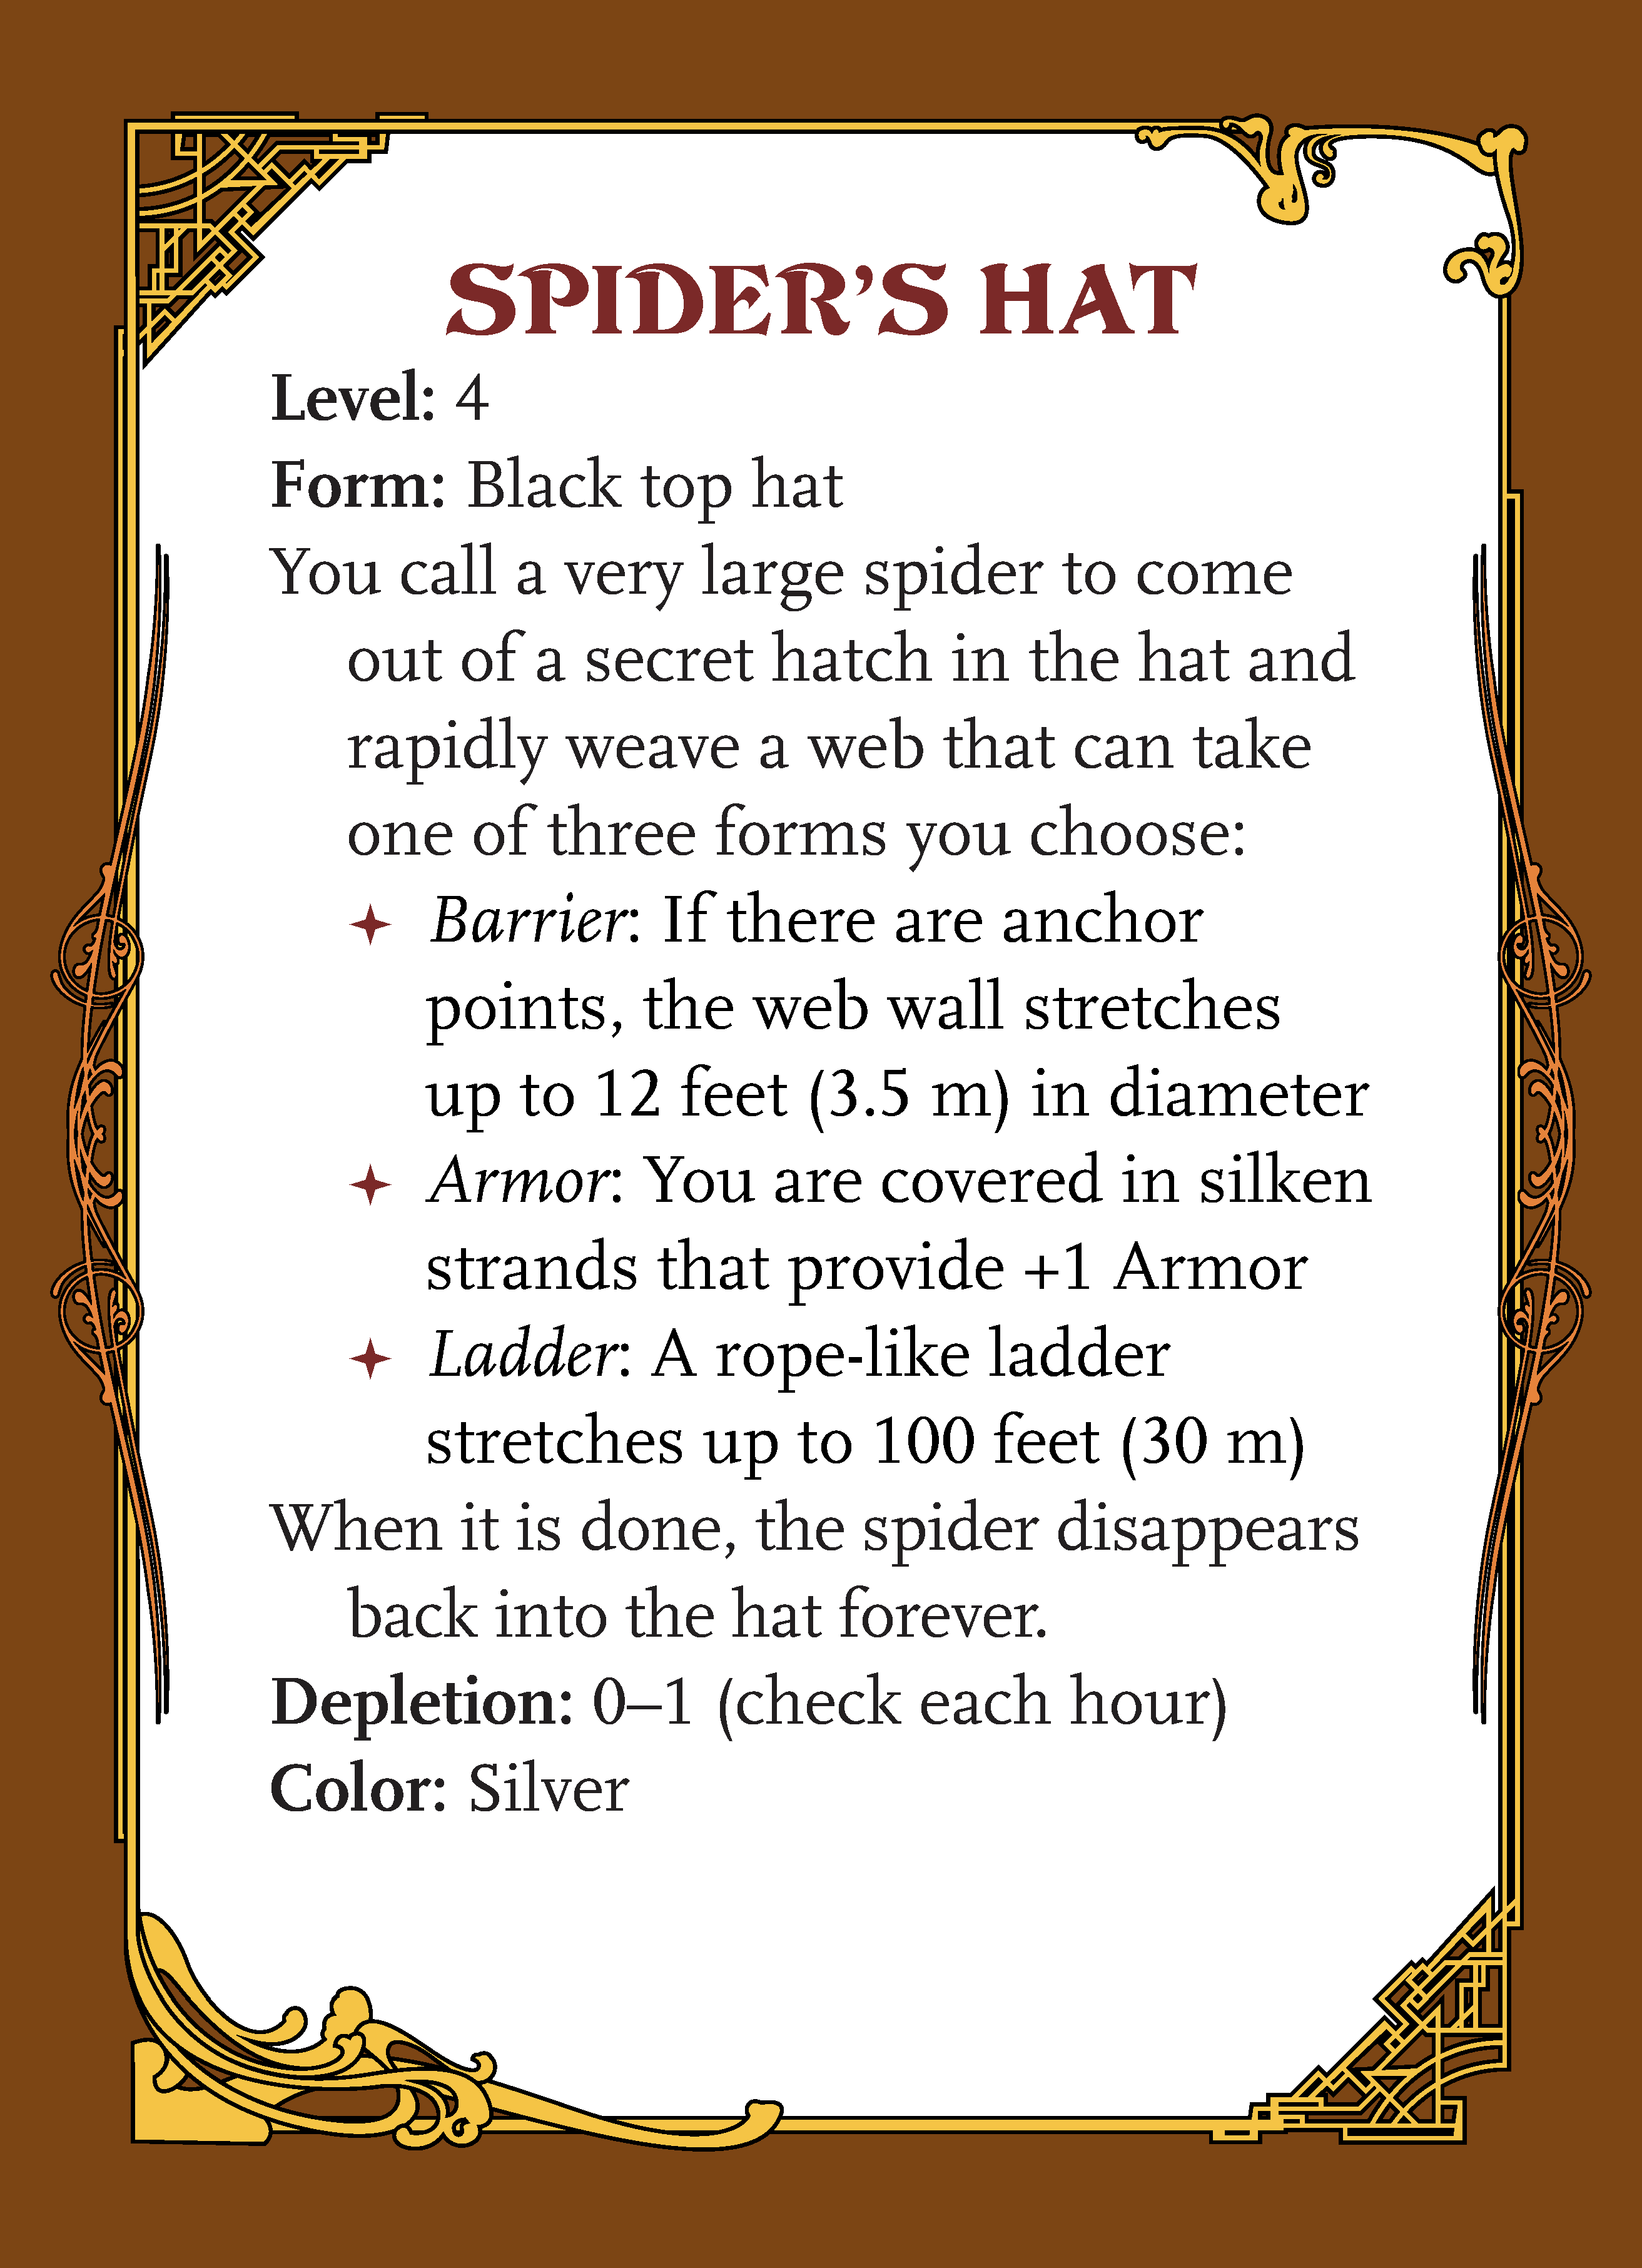 SPIDER’S HAT
Level: 4
Form: Black top hat
You call a very large spider to come
out of a secret hatch in the hat and
rapidly weave a web that can take
one of three forms you choose:
✦ Barrier: If there are anchor
points, the web wall stretches
up to 12 feet (3.5 m) in diameter
✦ Armor: You are covered in silken
strands that provide +1 Armor
✦ Ladder: A rope-like ladder
stretches up to 100 feet (30 m)
When it is done, the spider disappears
back into the hat forever.
Depletion: 0–1 (check each hour)
Color: Silver